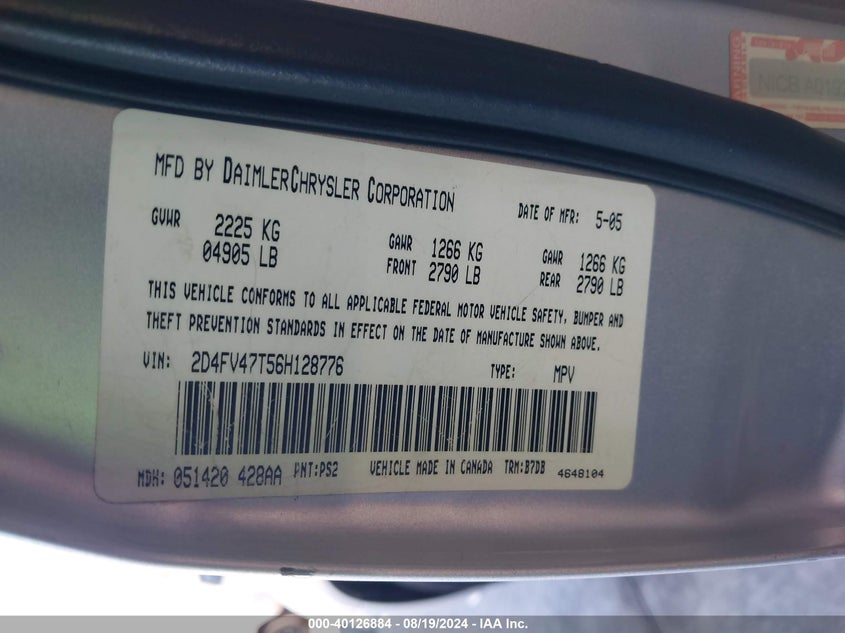 NICB A013
MFD BY DAIMLERCHRYSLER CORPORATION
DATE OF MFR: 5-05
GVWR 2225 KG
04905 LB
GAWR FRONT 1266 KG
2790 LB
GAWR REAR 1266 KG
2790 LB
THIS VEHICLE CONFORMS TO ALL APPLICABLE FEDERAL MOTOR VEHICLE SAFETY, BUMPER AND
THEFT PREVENTION STANDARDS IN EFFECT ON THE DATE OF MANUFACTURE SHOWN ABOVE.
VIN: 2D4FV47T56H128776 TYPE: MPV
MDH: 051420 428AA PNT:PS2 VEHICLE MADE IN CANADA TRM:B7DB 4648104
000-40126884 - 08/19/2024 - IAA Inc.